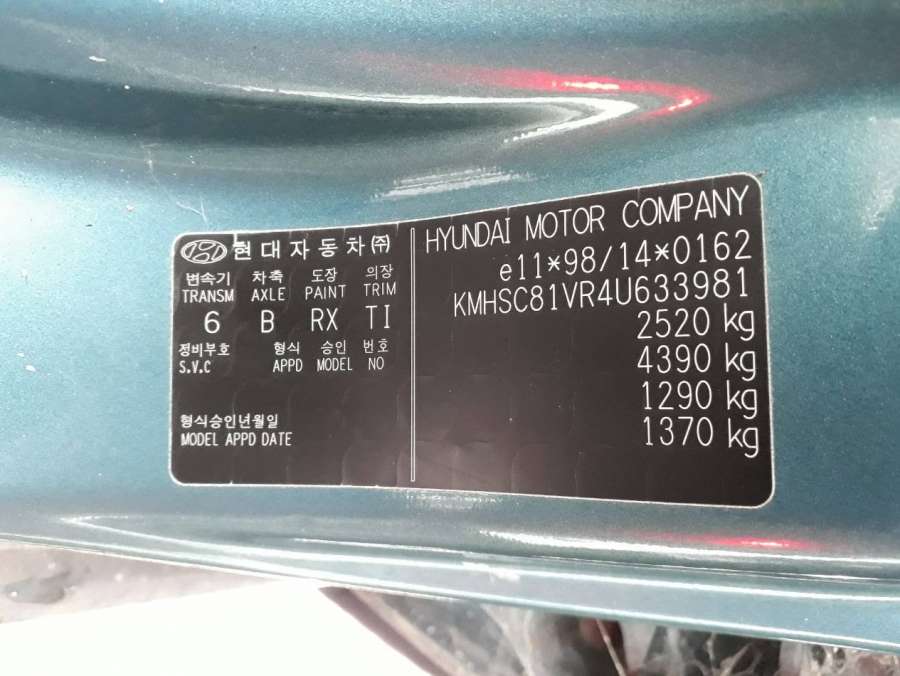 현대자동차㈜
변속기 차축 도장 의장
TRANSM AXLE PAINT TRIM
6 B RX TI
정비부호 형식 승인 번호
S.V.C APPD MODEL NO
형식승인년월일
MODEL APPD DATE
HYUNDAI MOTOR COMPANY
e11*98/14*0162
KMHSC81VR4U633981
2520 kg
4390 kg
1290 kg
1370 kg